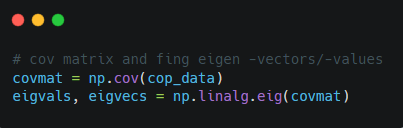 # cov matrix and fing eigen -vectors/-values
covmat = np.cov(cop_data)
eigvals, eigvecs = np.linalg.eig(covmat)